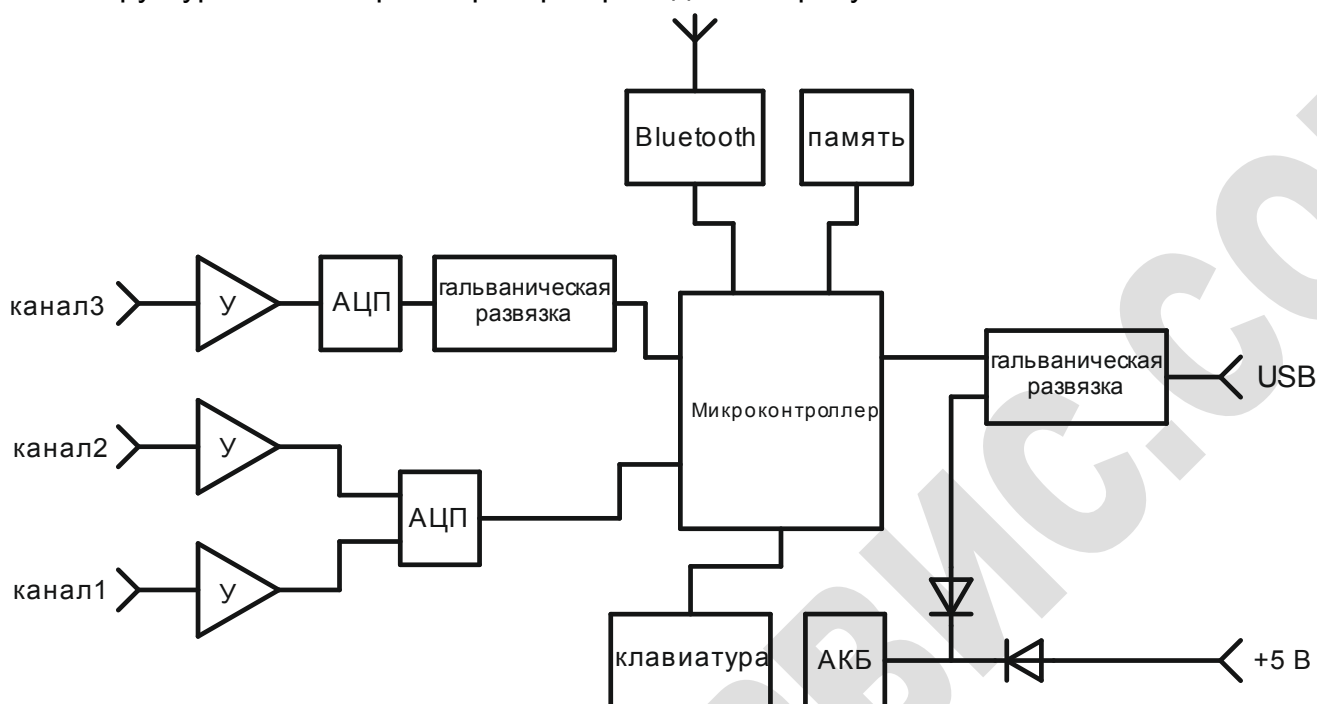 Bluetooth
память
канал3
У
АЦП
гальваническая
развязка
Микроконтроллер
гальваническая
развязка
USB
канал2
У
АЦП
канал1
У
клавиатура
АКБ
+5 В